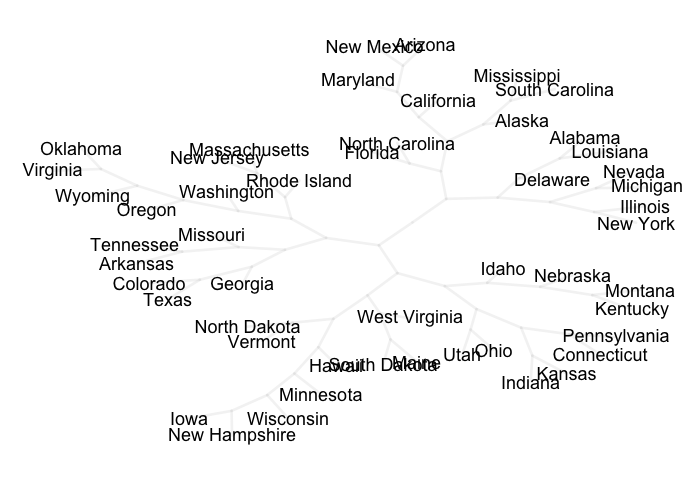 Arizona
New Mexico
Maryland
Mississippi
South Carolina
California
Alaska
Alabama
North Carolina
Florida
Louisiana
Oklahoma
Massachusetts
New Jersey
Virginia
Nevada
Delaware
Rhode Island
Michigan
Washington
Wyoming
Illinois
Oregon
New York
Missouri
Tennessee
Arkansas
Idaho
Nebraska
Colorado
Georgia
Montana
Texas
Kentucky
West Virginia
North Dakota
Pennsylvania
Vermont
Ohio
Utah
Connecticut
Maine
South Dakota
Hawaii
Kansas
Indiana
Minnesota
Iowa
Wisconsin
New Hampshire